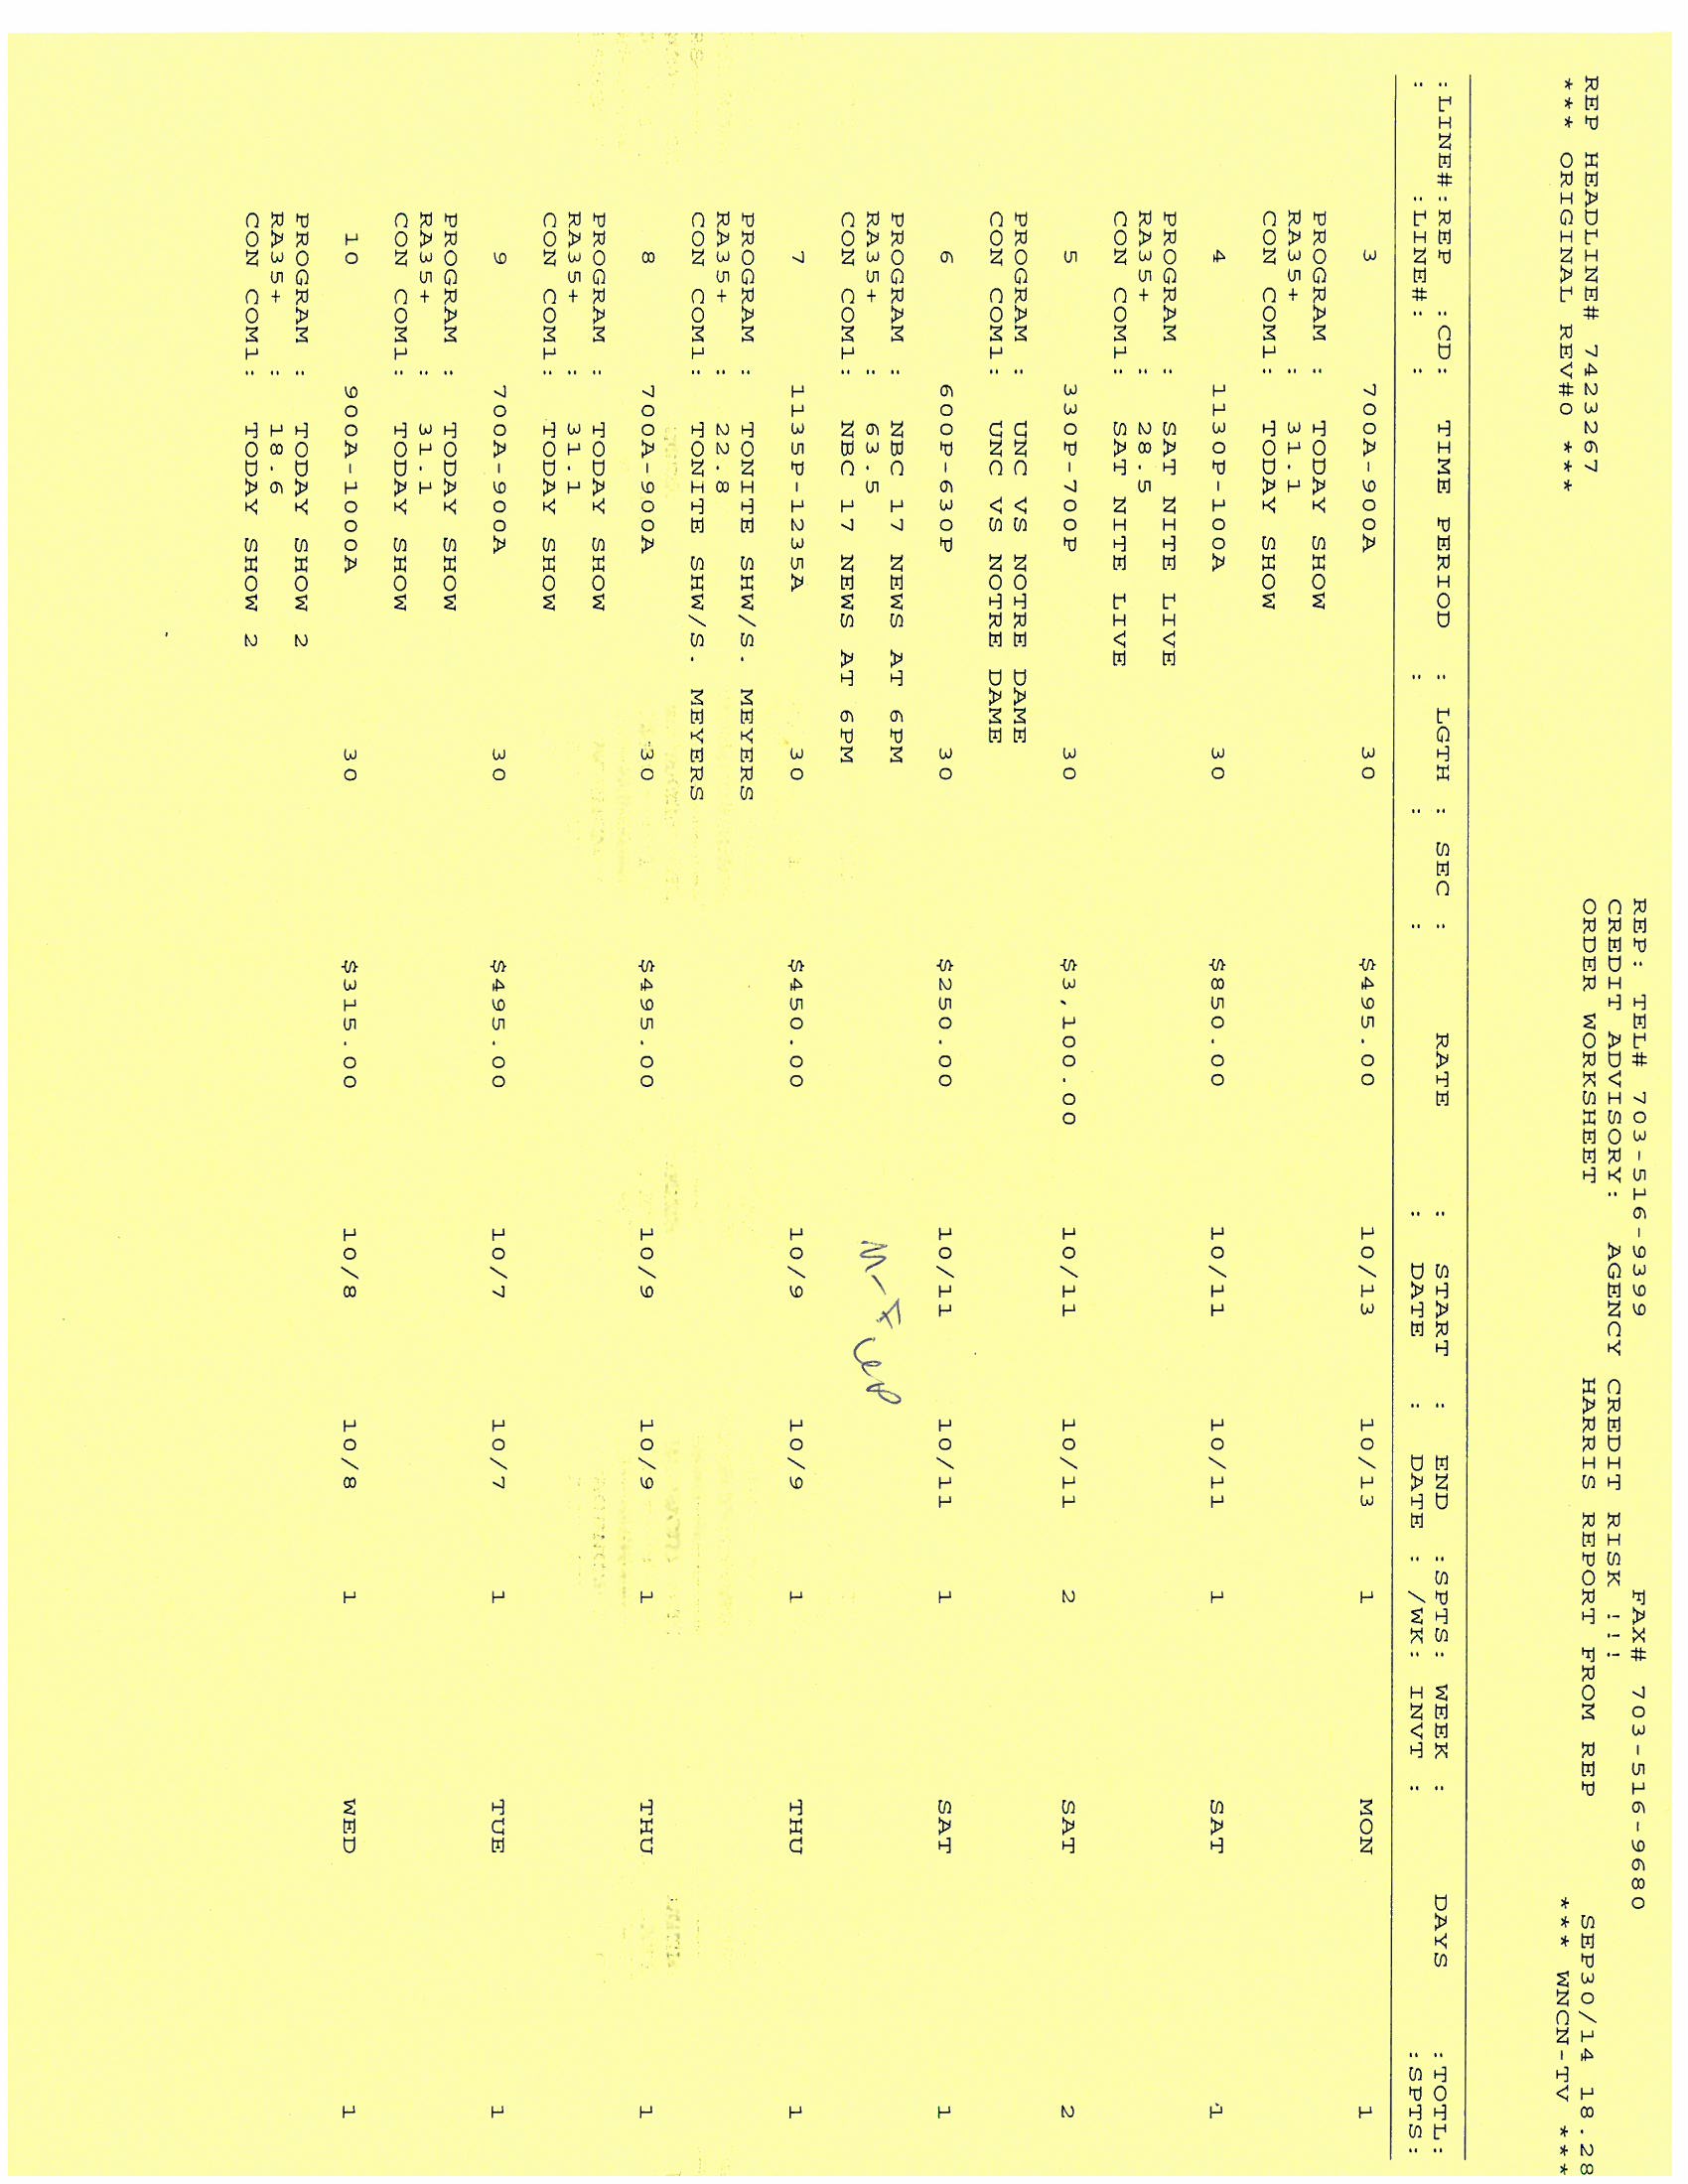 REP: TEL# 703-516-9399 FAX# 703-516-9680
CREDIT ADVISORY: AGENCY CREDIT RISK !!!
REP HEADLINE# 7423267 ORDER WORKSHEET HARRIS REPORT FROM REP SEP30/14 18.28
*** ORIGINAL REV#0 *** *** WNCN-TV ***
:LINE#:REP :CD: TIME PERIOD : LGTH : SEC : RATE : START : END :SPTS: WEEK : DAYS :TOTL:
: :LINE#: : : : : DATE : DATE : /WK: INVT : :SPTS:
3 700A-900A 30 $495.00 10/13 10/13 1 MON 1
PROGRAM : TODAY SHOW
RA35+ : 31.1
CON COM1: TODAY SHOW
4 1130P-100A 30 $850.00 10/11 10/11 1 SAT 1
PROGRAM : SAT NITE LIVE
RA35+ : 28.5
CON COM1: SAT NITE LIVE
5 330P-700P 30 $3,100.00 10/11 10/11 2 SAT 2
PROGRAM : UNC VS NOTRE DAME
CON COM1: UNC VS NOTRE DAME
6 600P-630P 30 $250.00 10/11 10/11 1 SAT 1
PROGRAM : NBC 17 NEWS AT 6PM
RA35+ : 63.5
CON COM1: NBC 17 NEWS AT 6PM
M-F
7 1135P-1235A 30 $450.00 10/9 10/9 1 THU 1
PROGRAM : TONITE SHW/S. MEYERS
RA35+ : 22.8
CON COM1: TONITE SHW/S. MEYERS
8 700A-900A 30 $495.00 10/9 10/9 1 THU 1
PROGRAM : TODAY SHOW
RA35+ : 31.1
CON COM1: TODAY SHOW
9 700A-900A 30 $495.00 10/7 10/7 1 TUE 1
PROGRAM : TODAY SHOW
RA35+ : 31.1
CON COM1: TODAY SHOW
10 900A-1000A 30 $315.00 10/8 10/8 1 WED 1
PROGRAM : TODAY SHOW 2
RA35+ : 18.6
CON COM1: TODAY SHOW 2